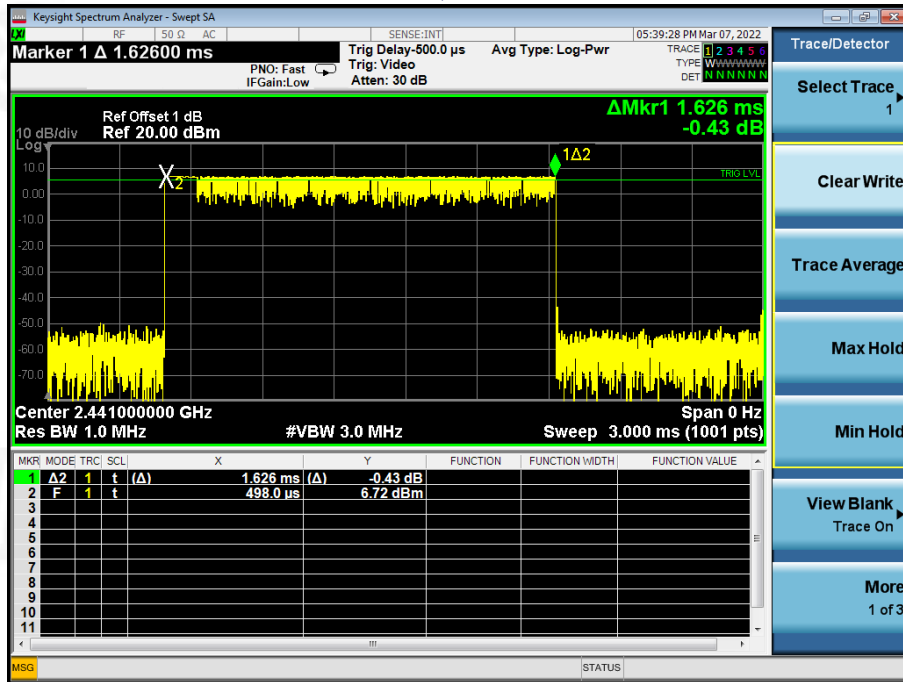 Keysight Spectrum Analyzer - Swept SA
LXI RF 50 Ω AC SENSE:INT 05:39:28 PM Mar 07, 2022
Marker 1 Δ 1.62600 ms
PNO: Fast
IFGain:Low
Trig Delay-500.0 µs
Trig: Video
Atten: 30 dB
Avg Type: Log-Pwr
TRACE 1 2 3 4 5 6
TYPE WWWWWW
DET N N N N N N
ΔMkr1 1.626 ms
-0.43 dB
Ref Offset 1 dB
10 dB/div Ref 20.00 dBm
Log
1Δ2
TRIG LVL
X2
10.0
0.00
-10.0
-20.0
-30.0
-40.0
-50.0
-60.0
-70.0
Center 2.441000000 GHz Span 0 Hz
Res BW 1.0 MHz #VBW 3.0 MHz Sweep 3.000 ms (1001 pts)
MKR MODE TRC SCL X Y FUNCTION FUNCTION WIDTH FUNCTION VALUE
1 Δ2 1 t (Δ) 1.626 ms (Δ) -0.43 dB
2 F 1 t 498.0 µs 6.72 dBm
3
4
5
6
7
8
9
10
11
MSG STATUS
Trace/Detector
Select Trace
1
Clear Write
Trace Average
Max Hold
Min Hold
View Blank
Trace On
More
1 of 3